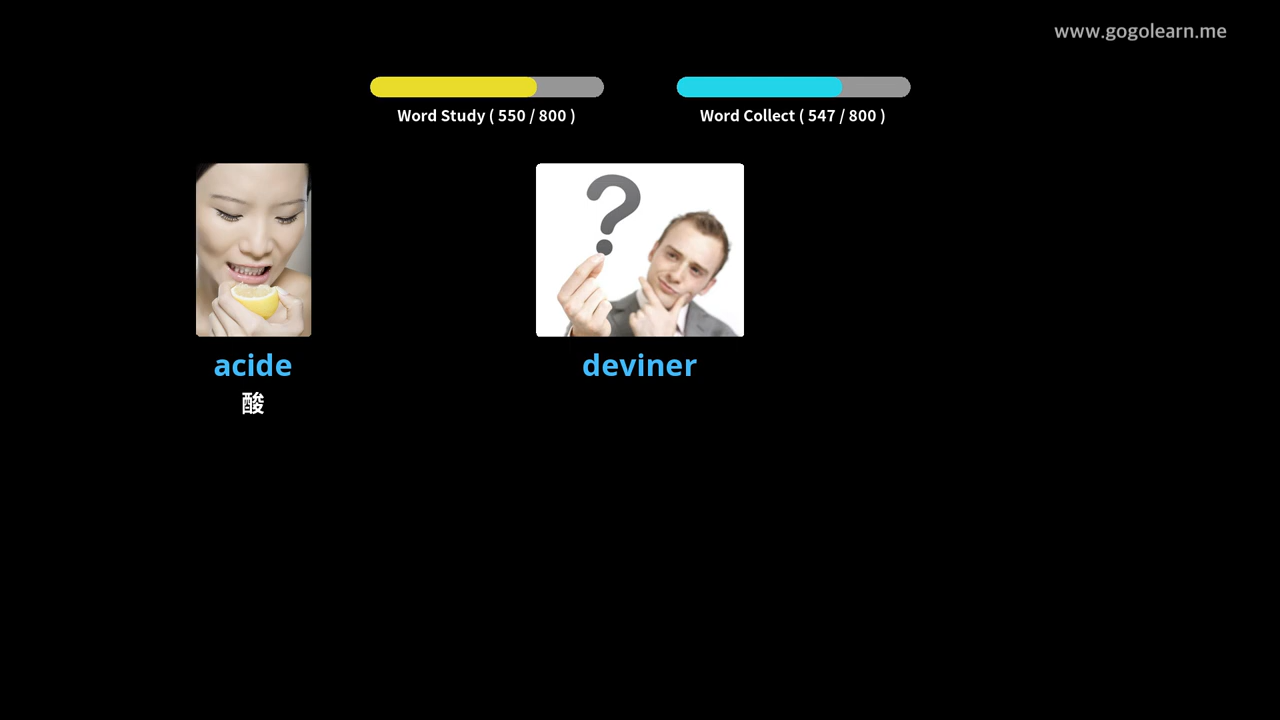 www.gogolearn.me
Word Study ( 550 / 800 )
Word Collect ( 547 / 800 )
?
acide
deviner
酸